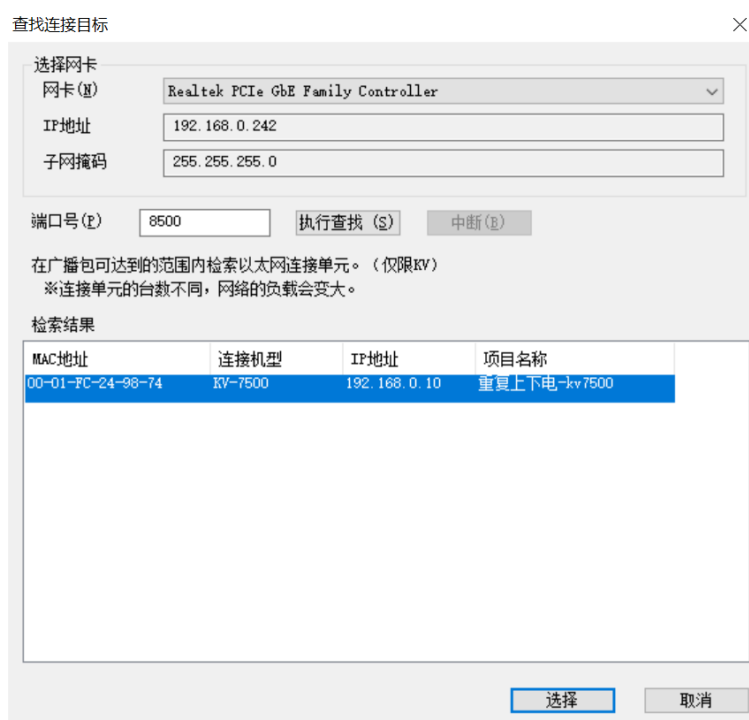 查找连接目标
选择网卡
网卡(N) Realtek PCIe GbE Family Controller
IP地址 192.168.0.242
子网掩码 255.255.255.0
端口号(P) 8500 执行查找 (S) 中断(B)
在广播包可达到的范围内检索以太网连接单元。（仅限KV）
※连接单元的台数不同，网络的负载会变大。
检索结果
MAC地址 连接机型 IP地址 项目名称
00-01-FC-24-98-74 KV-7500 192.168.0.10 重复上下电-kv7500
选择 取消